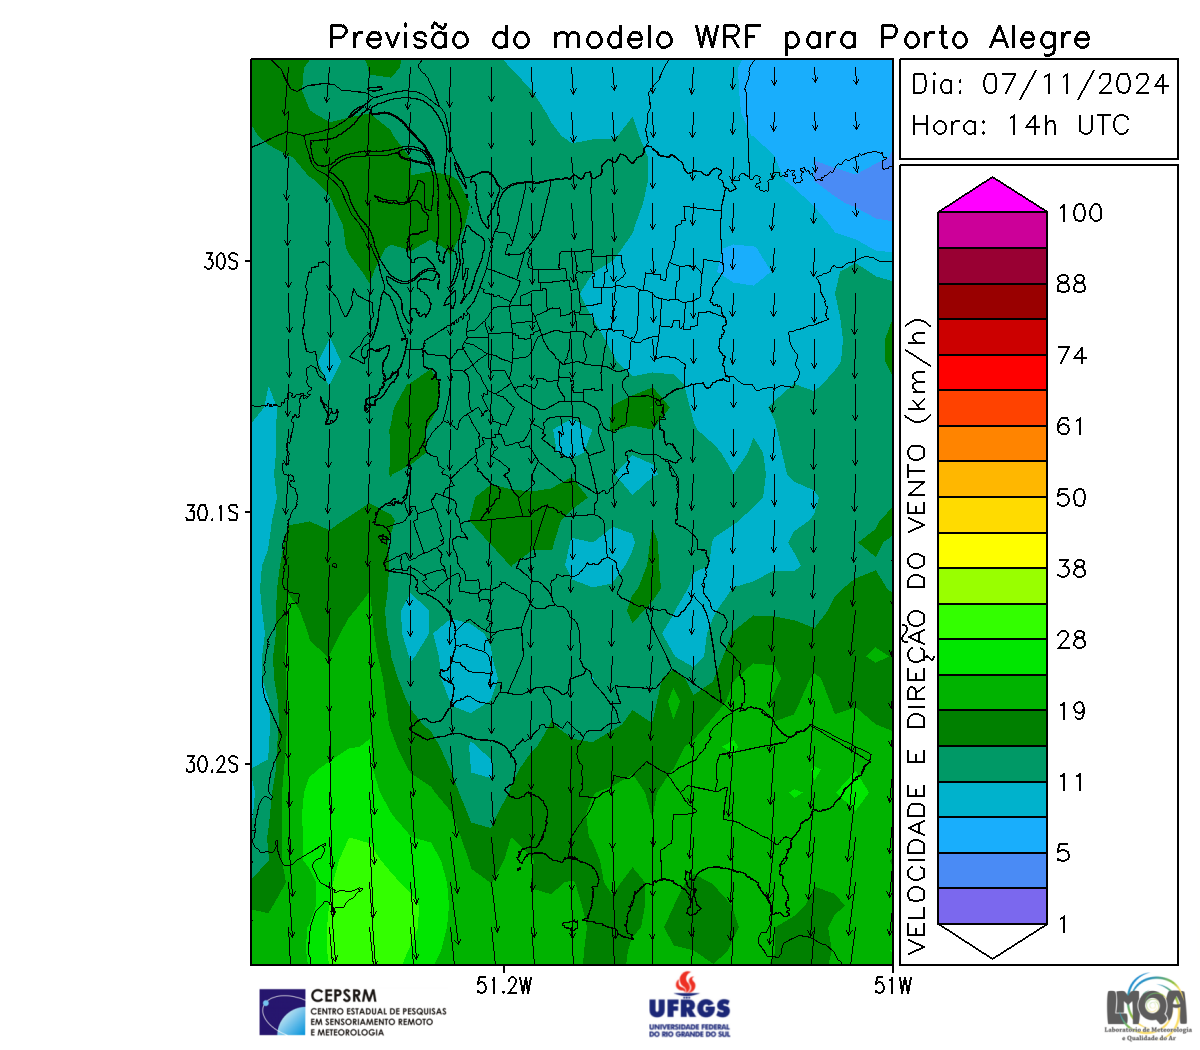 Previsão do modelo WRF para Porto Alegre
Dia: 07/11/2024
Hora: 14h UTC
30S
30.1S
30.2S
51.2W
51W
VELOCIDADE E DIREÇÃO DO VENTO (km/h)
100
88
74
61
50
38
28
19
11
5
1
CEPSRM
CENTRO ESTADUAL DE PESQUISAS
EM SENSORIAMENTO REMOTO
E METEOROLOGIA
UFRGS
UNIVERSIDADE FEDERAL
DO RIO GRANDE DO SUL
LMQA
Laboratório de Meteorologia
e Qualidade do Ar